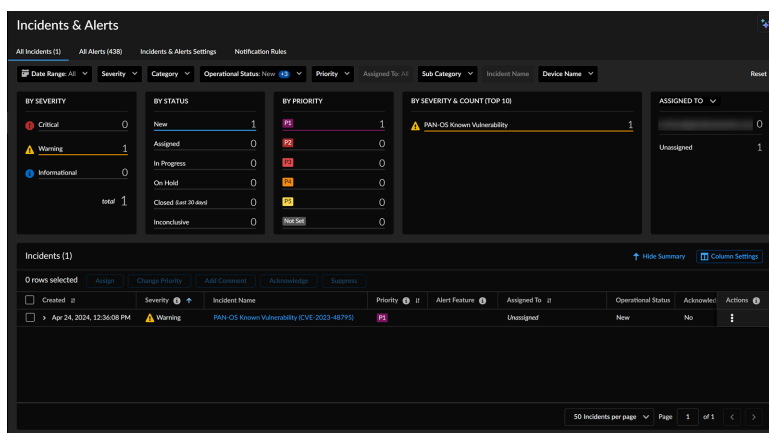 Incidents & Alerts
All Incidents (1) All Alerts (438) Incidents & Alerts Settings Notification Rules
Date Range: All Severity Category Operational Status: New +3 Priority Assigned To: All Sub Category Incident Name Device Name Reset
BY SEVERITY
Critical 0
Warning 1
Informational 0
total 1
BY STATUS
New 1
Assigned 0
In Progress 0
On Hold 0
Closed (Last 30 days) 0
Inconclusive 0
BY PRIORITY
P1 1
P2 0
P3 0
P4 0
P5 0
Not Set 0
BY SEVERITY & COUNT (TOP 10)
PAN-OS Known Vulnerability 1
ASSIGNED TO
0
Unassigned 1
Incidents (1) Hide Summary Column Settings
0 rows selected Assign Change Priority Add Comment Acknowledge Suppress
Created Severity Incident Name Priority Alert Feature Assigned To Operational Status Acknowled Actions
Apr 24, 2024, 12:36:08 PM Warning PAN-OS Known Vulnerability (CVE-2023-48795) P1 Unassigned New No
50 Incidents per page Page 1 of 1